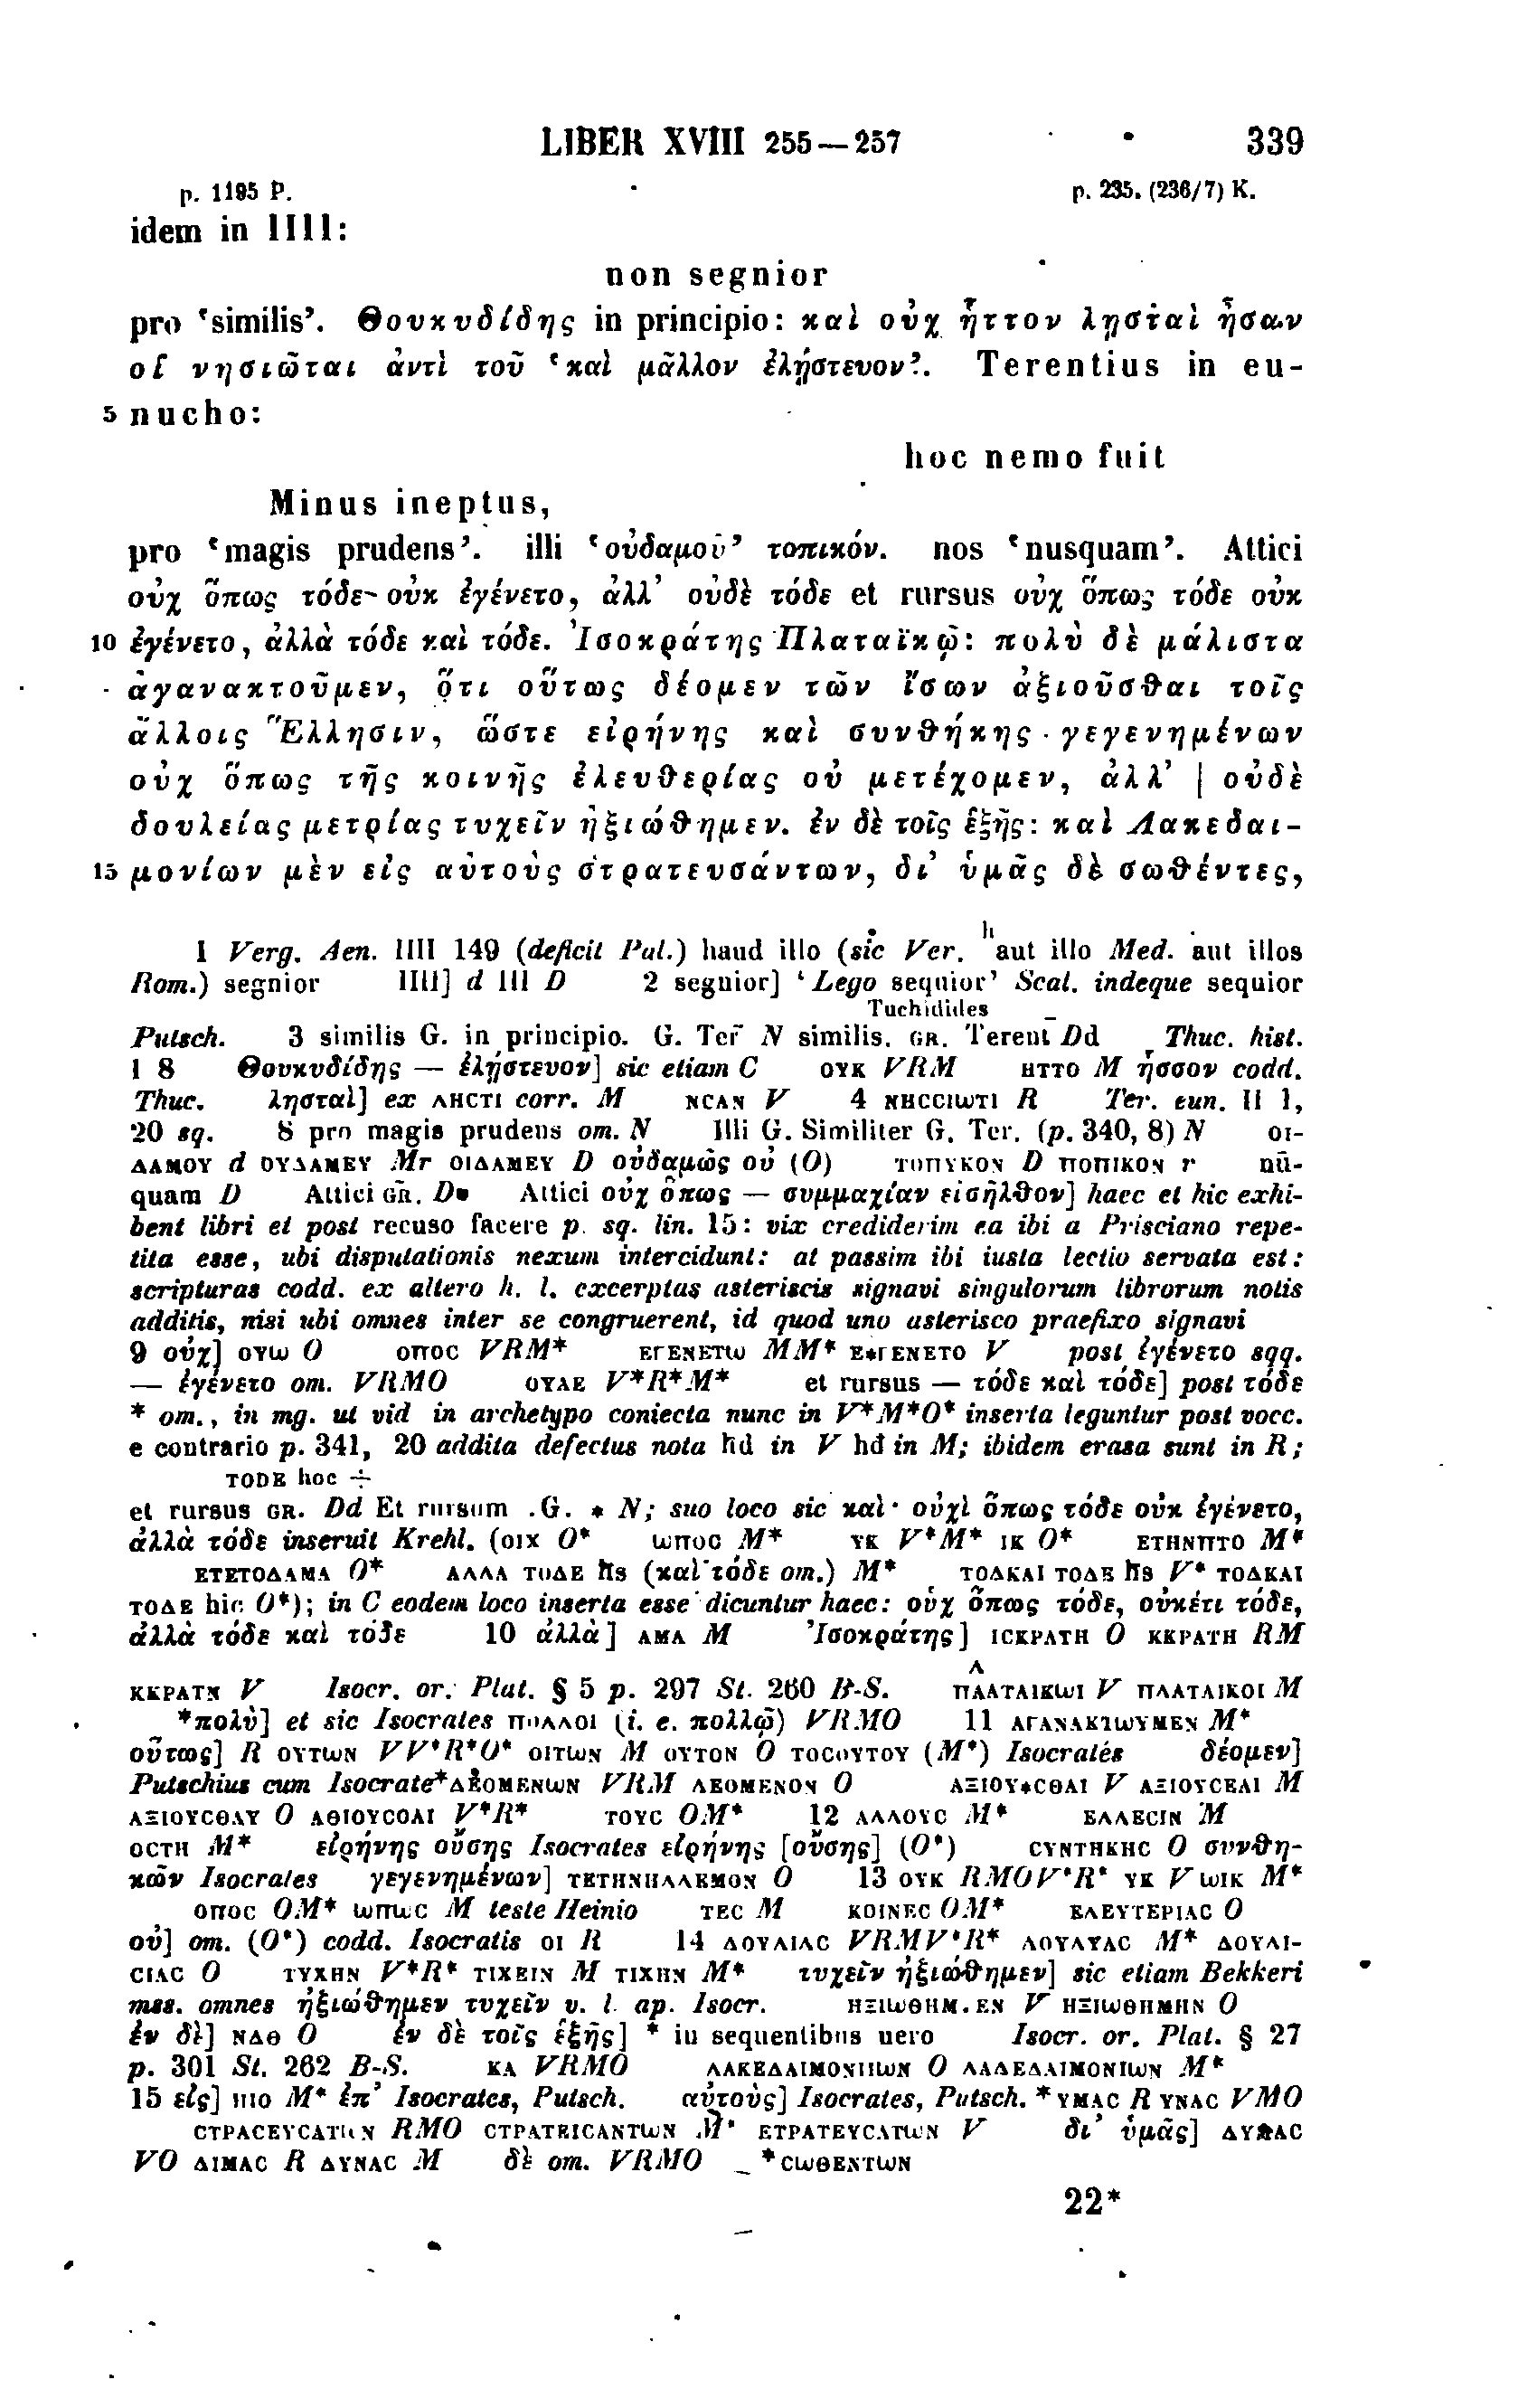 LIBER XVIII 255—257 339
p. 1195 P. p. 235. (236/7) K.
idem in IIII:
non segnior
pro ‘similis’. Θουκυδίδης in principio: καὶ οὐχ ἧττον λῃσταὶ ἦσαν
οἱ νησιῶται ἀντὶ τοῦ ‘καὶ μᾶλλον ἐλῄστευον’. Terentius in eu-
5 nucho:
hoc nemo fuit
Minus ineptus,
pro ‘magis prudens’. illi ‘οὐδαμοῦ’ τοπικόν. nos ‘nusquam’. Attici
οὐχ ὅπως τόδε οὐκ ἐγένετο, ἀλλ’ οὐδὲ τόδε et rursus οὐχ ὅπως τόδε οὐκ
10 ἐγένετο, ἀλλὰ τόδε καὶ τόδε. Ἰσοκράτης Πλαταϊκῷ: πολὺ δὲ μάλιστα
ἀγανακτοῦμεν, ὅτι οὕτως δέομεν τῶν ἴσων ἀξιοῦσθαι τοῖς
ἄλλοις Ἕλλησιν, ὥστε εἰρήνης καὶ συνθήκης γεγενημένων
οὐχ ὅπως τῆς κοινῆς ἐλευθερίας οὐ μετέχομεν, ἀλλ’ | οὐδὲ
δουλείας μετρίας τυχεῖν ἠξιώθημεν. ἐν δὲ τοῖς ἑξῆς: καὶ Λακεδαι-
15 μονίων μὲν εἰς αὐτοὺς στρατευσάντων, δι’ ὑμᾶς δὲ σωθέντες,
1 Verg. Aen. IIII 149 (deficit Pal.) haud illo (sic Ver. haut illo Med. aut illos
Rom.) segnior IIII] d III D 2 segnior] ‘Lego sequior’ Scal. indeque sequior
Tuchidides
Putsch. 3 similis G. in principio. G. Ter N similis. GR. Terent Dd Thuc. hist.
I 8 Θουκυδίδης — ἐλῄστευον] sic etiam C ΟΥΚ VRM ΗΤΤΟ M ἧσσον codd.
Thuc. λῃσταὶ] ex ΛΗCΤΙ corr. M ΝCΑΝ V 4 ΝΗCCΙΩΤΙ R Ter. eun. II 1,
20 sq. 8 pro magis prudens om. N Illi G. Similiter G. Ter. (p. 340, 8) N ΟΙ-
ΔΑΜΟΥ d ΟΥΔΑΜΕΥ Mr ΟΙΔΑΜΕΥ D οὐδαμῶς οὐ (O) ΤΟΠΥΚΟΝ D ΠΟΠΙΚΟΝ r nū-
quam D Attici GR. D Attici οὐχ ὅπως — συμμαχίαν εἰσῆλθον] haec et hic exhi-
bent libri et post recuso facere p. sq. lin. 15: vix crediderim ea ibi a Prisciano repe-
tita esse, ubi disputationis nexum intercidunt: at passim ibi iusta lectio servata est:
scripturas codd. ex altero h. l. excerptas asteriscis signavi singulorum librorum notis
additis, nisi ubi omnes inter se congruerent, id quod uno asterisco praefixo signavi
9 οὐχ] ΟΥΩ O ΟΠΟC VRM* ΕΓΕΝΕΤΩ MM* Ε*ΓΕΝΕΤΟ V post ἐγένετο sqq.
— ἐγένετο om. VRMO ΟΥΛΕ V*R*M* et rursus — τόδε καὶ τόδε] post τόδε
* om., in mg. ut vid in archetypo coniecta nunc in V*M*O* inserta leguntur post vocc.
e contrario p. 341, 20 addita defectus nota hd in V hd in M; ibidem erasa sunt in R;
TODE hoc ÷
et rursus GR. Dd Et rursum .G. * N; suo loco sic καὶ οὐχὶ ὅπως τόδε οὐκ ἐγένετο,
ἀλλὰ τόδε inseruit Krehl. (ΟΙΧ O* ΩΠΟC M* ΥΚ V*M* ΙΚ O* ΕΤΗΝΠΤΟ M*
ΕΤΕΤΟΔΑΜΑ O* ΑΛΛΑ ΤΟΔΕ hs (καὶ τόδε om.) M* ΤΟΔΚΑΙ ΤΟΔΕ hs V* ΤΟΔΚΑΙ
ΤΟΔΕ hic O*); in C eodem loco inserta esse dicuntur haec: οὐχ ὅπως τόδε, οὐκέτι τόδε,
ἀλλὰ τόδε καὶ τόδε 10 ἀλλὰ] ΑΜΑ M Ἰσοκράτης] ΙCΚΡΑΤΗ O ΚΚΡΑΤΗ RM
Λ
ΚΚΡΑΤΝ V Isocr. or. Plat. § 5 p. 297 St. 260 B-S. ΠΑΑΤΑΙΚΩΙ V ΠΛΑΤΑΙΚΟΙ M
*πολὺ] et sic Isocrates ΠΟΛΛΟΙ (i. e. πολλῷ) VRMO 11 ΑΓΑΝΑΚΙΩΥΜΕΝ M*
οὕτως] R ΟΥΤΩΝ VV*R*O* ΟΙΤΩΝ M ΟΥΤΟΝ O ΤΟCΟΥΤΟΥ (M*) Isocrates δέομεν]
Putschius cum Isocrate *ΔΕΟΜΕΝΩΝ VRM ΛΕΟΜΕΝΟΝ O ΑΞΙΟΥ*CΘΑΙ V ΑΞΙΟΥCΕΑΙ M
ΑΞΙΟΥCΘΑΥ O ΑΘΙΟΥCΟΑΙ V*R* ΤΟΥC OM* 12 ΑΛΛΟΥC M* ΕΛΛΕCΙΝ M
ΟCΤΗ M* εἰρήνης οὔσης Isocrates εἰρήνης [οὔσης] (O*) CΥΝΤΗΚΗC O συνθη-
κῶν Isocrates γεγενημένων] ΤΕΤΗΝΗΛΛΕΜΟΝ O 13 ΟΥΚ RMOV*R* ΥΚ V ΩΙΚ M*
ΟΠΟC OM* ΩΠΩC M teste Heinio ΤΕC M ΚΟΙΝΕC OM* ΕΛΕΥΤΕΡΙΑC O
οὐ] om. (O*) codd. Isocratis ΟΙ R 14 ΔΟΥΛΙΑC VRMV*R* ΛΟΥΛΥΑC M* ΔΟΥΛΙ-
CΙΑC O ΤΥΧΗΝ V*R* ΤΙΧΕΙΝ M ΤΙΧΗΝ M* τυχεῖν ἠξιώθημεν] sic etiam Bekkeri
mss. omnes ἠξιώθημεν τυχεῖν v. l. ap. Isocr. ΗΞΙΩΘΗΜ.ΕΝ V ΗΞΙΩΘΗΜΗΝ O
ἐν δὲ] ΝΔΘ O ἐν δὲ τοῖς ἑξῆς] * in sequentibus uero Isocr. or. Plat. § 27
p. 301 St. 262 B-S. ΚΑ VRMO ΛΑΚΕΔΑΙΜΟΝΗΙΩΝ O ΛΑΔΕΔΑΙΜΟΝΙΩΝ M*
15 εἰς] ΗΙΟ M* ἐπ’ Isocrates, Putsch. αὐτοὺς] Isocrates, Putsch. *ΥΜΑC R ΥΝΑC VMO
CΤΡΑCΕΥCΑΤΩΝ RMO CΤΡΑΤΕΙCΑΝΤΩΝ M* ΕΤΡΑΤΕΥCΑΤΩΝ V δι’ ὑμᾶς] ΔΥΑC
VO ΔΙΜΑC R ΔΥΝΑC M δὲ om. VRMO *CΩΘΕΝΤΩΝ
22*